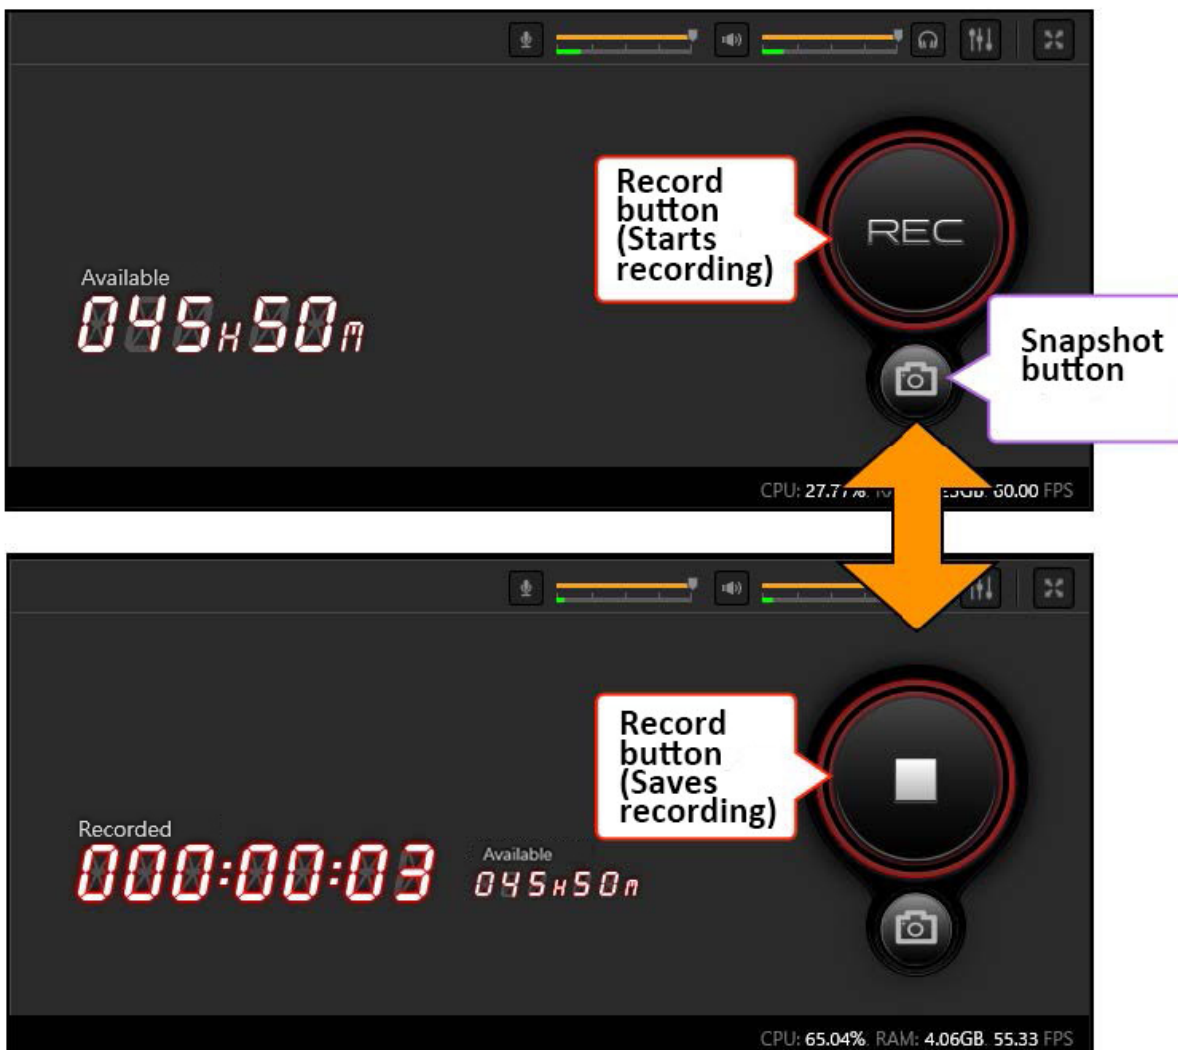 Record
button
(Starts
recording)
REC
Available
045H50m
Snapshot
button
CPU: 27.77%. 60.00 FPS
Record
button
(Saves
recording)
Recorded
000:00:03
Available
045H50m
CPU: 65.04%. RAM: 4.06GB. 55.33 FPS